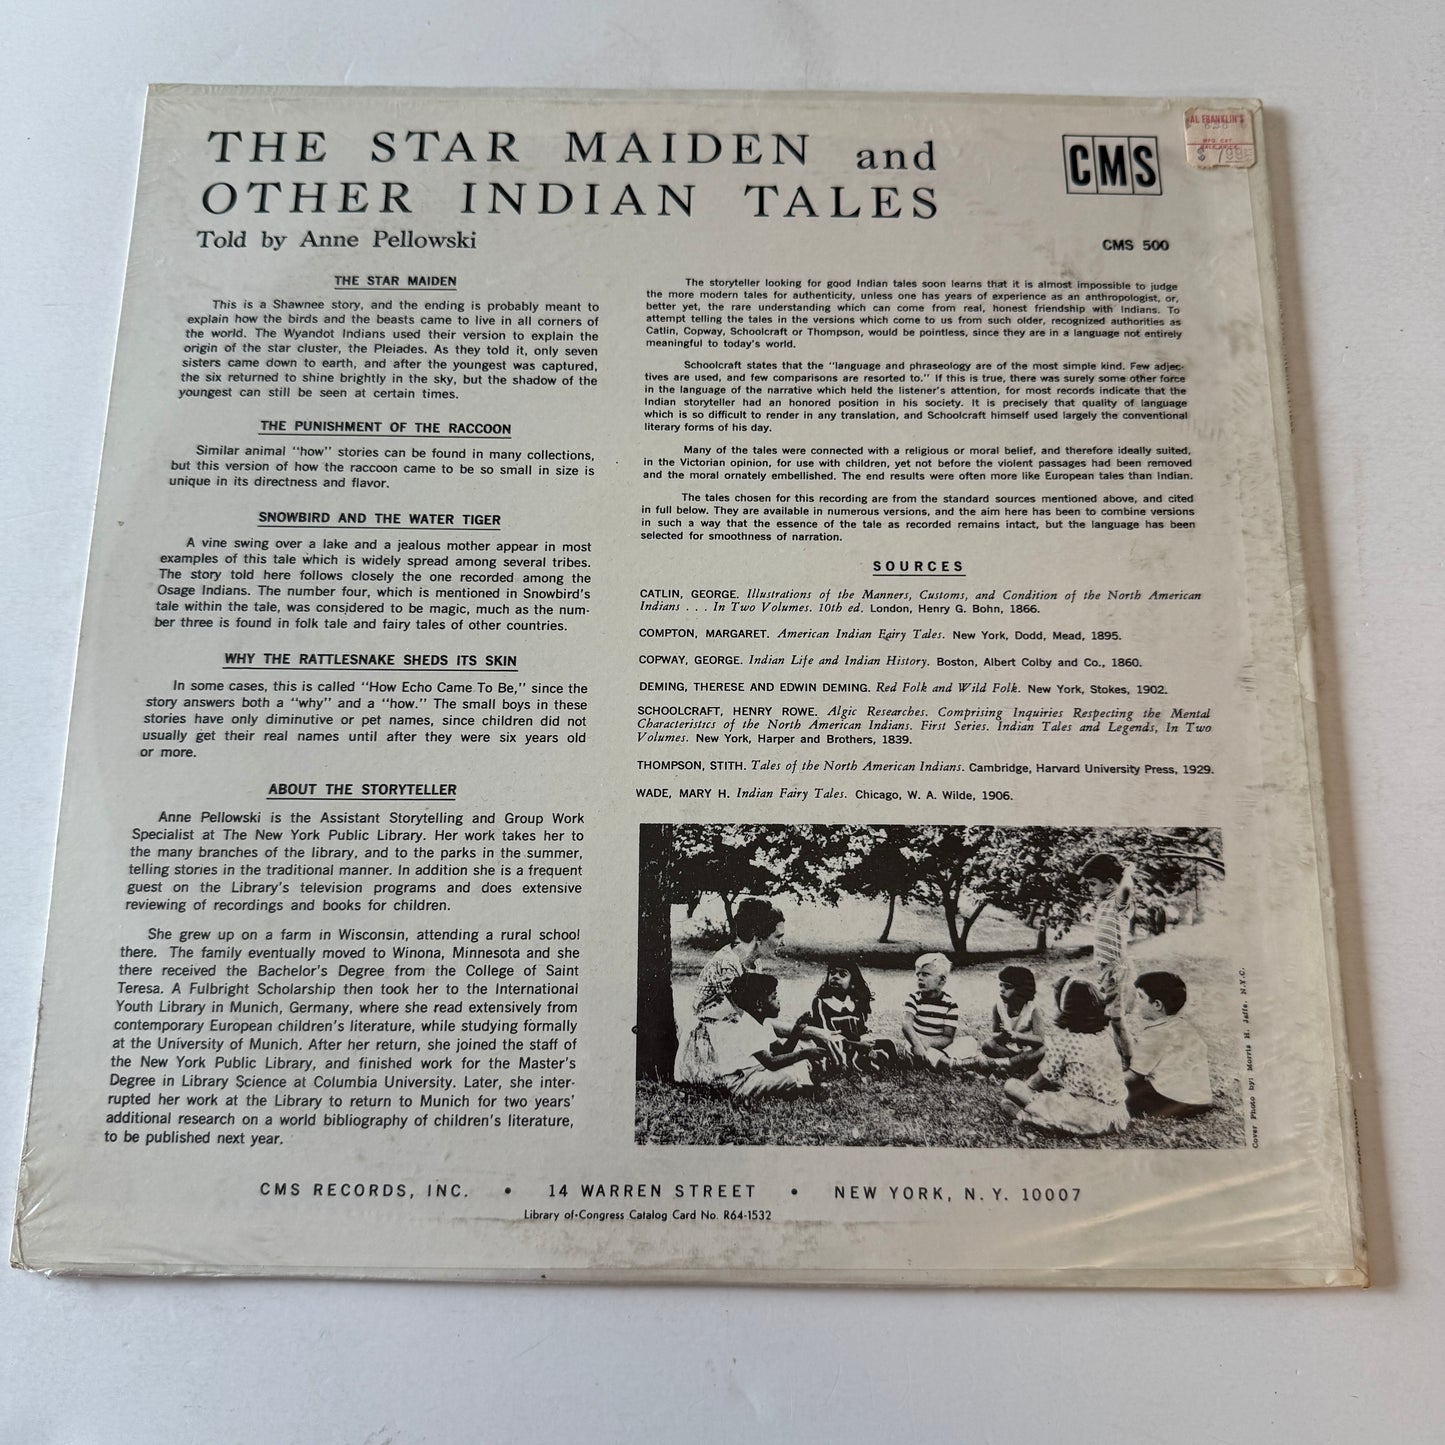 THE STAR MAIDEN and
OTHER INDIAN TALES
Told by Anne Pellowski
AL FRANKLIN'S
CMS
CMS 500
THE STAR MAIDEN
This is a Shawnee story, and the ending is probably meant to
explain how the birds and the beasts came to live in all corners of
the world. The Wyandot Indians used their version to explain the
origin of the star cluster, the Pleiades. As they told it, only seven
sisters came down to earth, and after the youngest was captured,
the six returned to shine brightly in the sky, but the shadow of the
youngest can still be seen at certain times.
THE PUNISHMENT OF THE RACCOON
Similar animal "how" stories can be found in many collections,
but this version of how the raccoon came to be so small in size is
unique in its directness and flavor.
SNOWBIRD AND THE WATER TIGER
A vine swing over a lake and a jealous mother appear in most
examples of this tale which is widely spread among several tribes.
The story told here follows closely the one recorded among the
Osage Indians. The number four, which is mentioned in Snowbird's
tale within the tale, was considered to be magic, much as the num-
ber three is found in folk tale and fairy tales of other countries.
WHY THE RATTLESNAKE SHEDS ITS SKIN
In some cases, this is called "How Echo Came To Be," since the
story answers both a "why" and a "how." The small boys in these
stories have only diminutive or pet names, since children did not
usually get their real names until after they were six years old
or more.
ABOUT THE STORYTELLER
Anne Pellowski is the Assistant Storytelling and Group Work
Specialist at The New York Public Library. Her work takes her to
the many branches of the library, and to the parks in the summer,
telling stories in the traditional manner. In addition she is a frequent
guest on the Library's television programs and does extensive
reviewing of recordings and books for children.
She grew up on a farm in Wisconsin, attending a rural school
there. The family eventually moved to Winona, Minnesota and she
there received the Bachelor's Degree from the College of Saint
Teresa. A Fulbright Scholarship then took her to the International
Youth Library in Munich, Germany, where she read extensively from
contemporary European children's literature, while studying formally
at the University of Munich. After her return, she joined the staff of
the New York Public Library, and finished work for the Master's
Degree in Library Science at Columbia University. Later, she inter-
rupted her work at the Library to return to Munich for two years'
additional research on a world bibliography of children's literature,
to be published next year.
The storyteller looking for good Indian tales soon learns that it is almost impossible to judge
the more modern tales for authenticity, unless one has years of experience as an anthropologist, or,
better yet, the rare understanding which can come from real, honest friendship with Indians. To
attempt telling the tales in the versions which come to us from such older, recognized authorities as
Catlin, Copway, Schoolcraft or Thompson, would be pointless, since they are in a language not entirely
meaningful to today's world.
Schoolcraft states that the "language and phraseology are of the most simple kind. Few adjec-
tives are used, and few comparisons are resorted to." If this is true, there was surely some other force
in the language of the narrative which held the listener's attention, for most records indicate that the
Indian storyteller had an honored position in his society. It is precisely that quality of language
which is so difficult to render in any translation, and Schoolcraft himself used largely the conventional
literary forms of his day.
Many of the tales were connected with a religious or moral belief, and therefore ideally suited,
in the Victorian opinion, for use with children, yet not before the violent passages had been removed
and the moral ornately embellished. The end results were often more like European tales than Indian.
The tales chosen for this recording are from the standard sources mentioned above, and cited
in full below. They are available in numerous versions, and the aim here has been to combine versions
in such a way that the essence of the tale as recorded remains intact, but the language has been
selected for smoothness of narration.
SOURCES
CATLIN, GEORGE. Illustrations of the Manners, Customs, and Condition of the North American
Indians . . . In Two Volumes. 10th ed. London, Henry G. Bohn, 1866.
COMPTON, MARGARET. American Indian Fairy Tales. New York, Dodd, Mead, 1895.
COPWAY, GEORGE. Indian Life and Indian History. Boston, Albert Colby and Co., 1860.
DEMING, THERESE AND EDWIN DEMING. Red Folk and Wild Folk. New York, Stokes, 1902.
SCHOOLCRAFT, HENRY ROWE. Algic Researches. Comprising Inquiries Respecting the Mental
Characteristics of the North American Indians. First Series. Indian Tales and Legends, In Two
Volumes. New York, Harper and Brothers, 1839.
THOMPSON, STITH. Tales of the North American Indians. Cambridge, Harvard University Press, 1929.
WADE, MARY H. Indian Fairy Tales. Chicago, W. A. Wilde, 1906.
Cover Photo by: Morris H. Jaffe, N.Y.C.
CMS RECORDS, INC. • 14 WARREN STREET • NEW YORK, N. Y. 10007
Library of Congress Catalog Card No. R64-1532